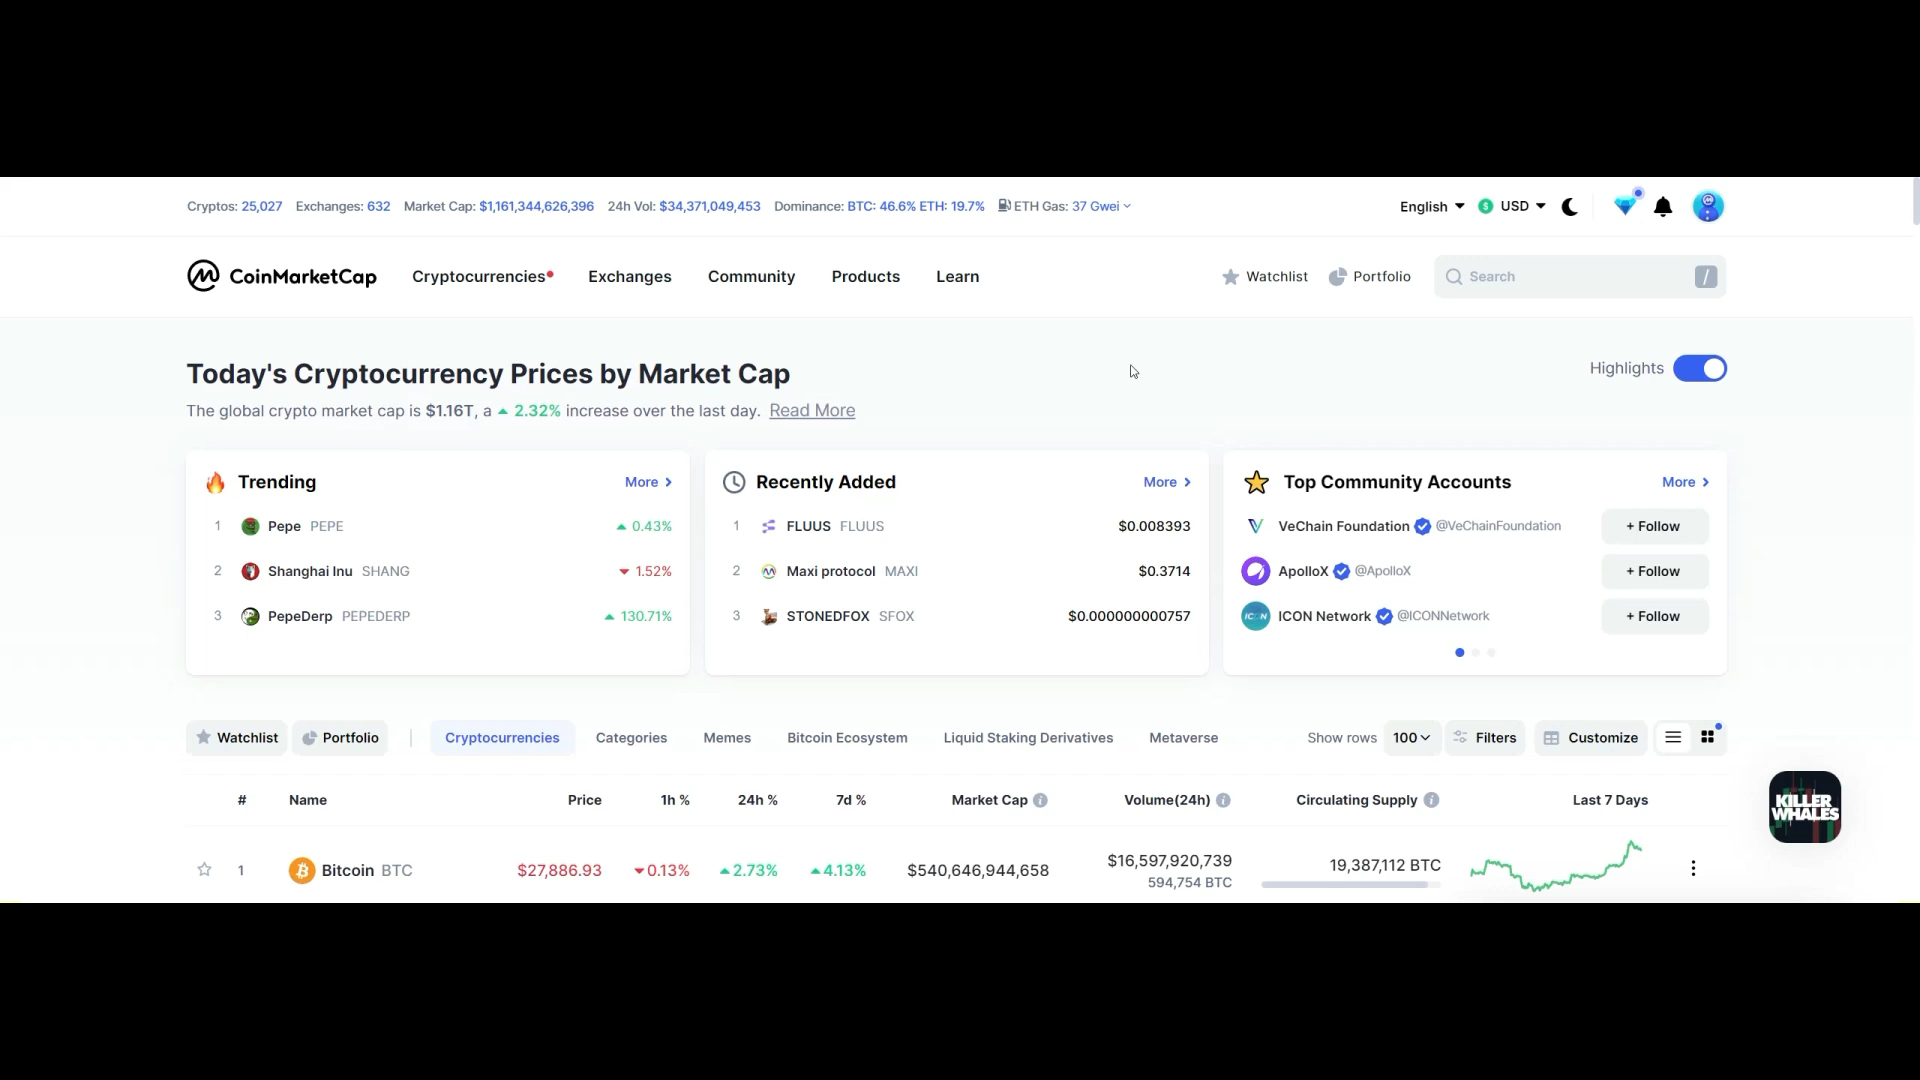 Cryptos: 25,027 Exchanges: 632 Market Cap: $1,161,344,626,396 24h Vol: $34,371,049,453 Dominance: BTC: 46.6% ETH: 19.7% ETH Gas: 37 Gwei English USD
CoinMarketCap Cryptocurrencies Exchanges Community Products Learn Watchlist Portfolio Search /
Today's Cryptocurrency Prices by Market Cap Highlights
The global crypto market cap is $1.16T, a 2.32% increase over the last day. Read More
Trending More
1 Pepe PEPE 0.43%
2 Shanghai Inu SHANG 1.52%
3 PepeDerp PEPEDERP 130.71%
Recently Added More
1 FLUUS FLUUS $0.008393
2 Maxi protocol MAXI $0.3714
3 STONEDFOX SFOX $0.000000000757
Top Community Accounts More
VeChain Foundation @VeChainFoundation + Follow
ApolloX @ApolloX + Follow
ICON ICON Network @ICONNetwork + Follow
Watchlist Portfolio Cryptocurrencies Categories Memes Bitcoin Ecosystem Liquid Staking Derivatives Metaverse Show rows 100 Filters Customize
# Name Price 1h % 24h % 7d % Market Cap Volume(24h) Circulating Supply Last 7 Days
1 Bitcoin BTC $27,886.93 0.13% 2.73% 4.13% $540,646,944,658 $16,597,920,739 19,387,112 BTC
594,754 BTC
KILLER
WHALES